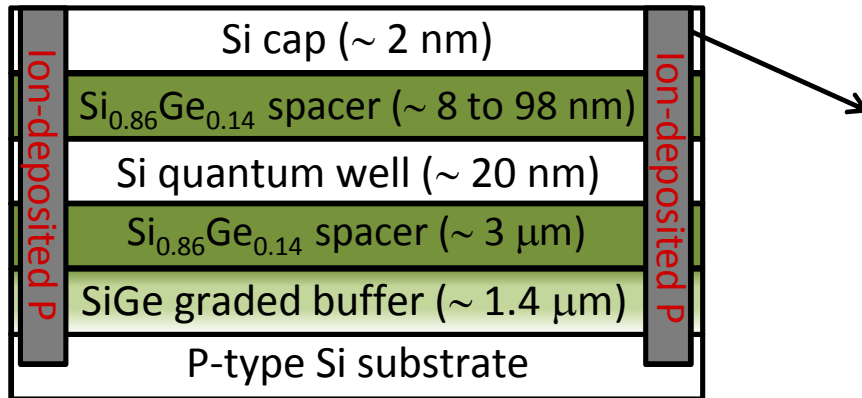 Si cap (~ 2 nm)
Si0.86Ge0.14 spacer (~ 8 to 98 nm)
Si quantum well (~ 20 nm)
Si0.86Ge0.14 spacer (~ 3 μm)
SiGe graded buffer (~ 1.4 μm)
P-type Si substrate
Ion-deposited P
Ion-deposited P